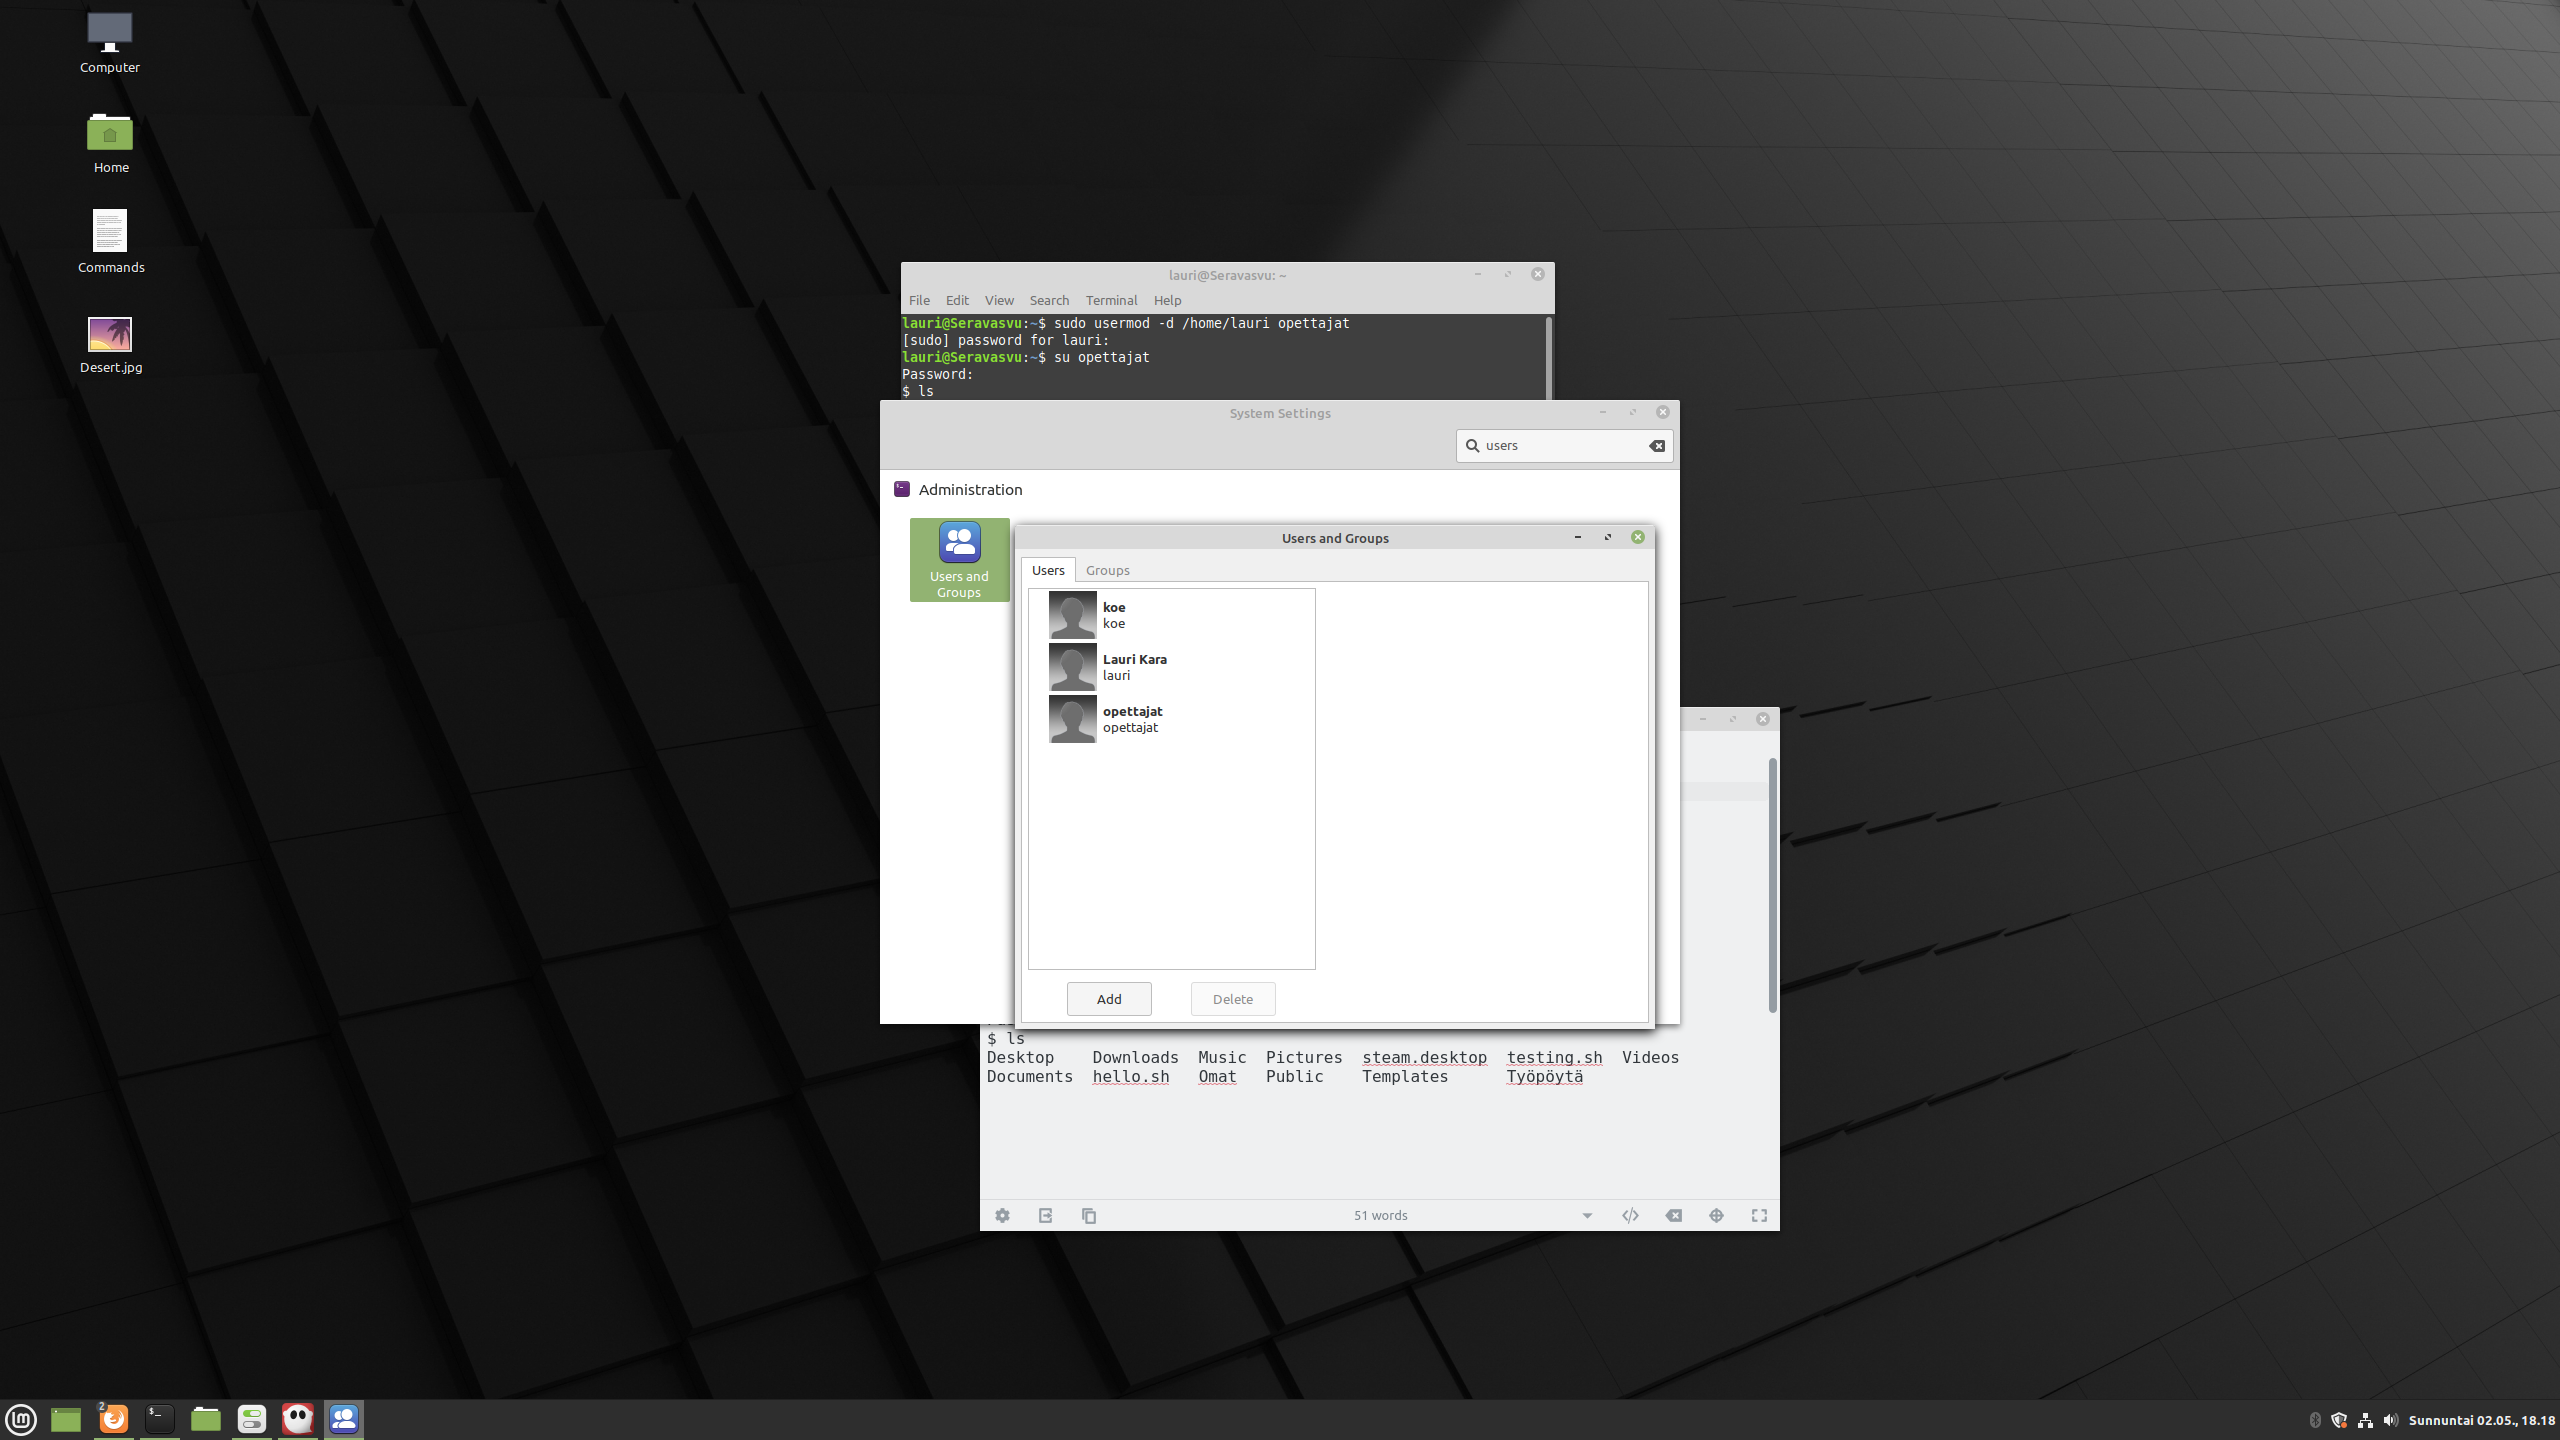 Computer
Home
Commands
Desert.jpg
lauri@Seravasvu: ~
File Edit View Search Terminal Help
lauri@Seravasvu:~$ sudo usermod -d /home/lauri opettajat
[sudo] password for lauri:
lauri@Seravasvu:~$ su opettajat
Password:
$ ls
System Settings
users
Administration
Users and
Groups
Users and Groups
Users Groups
koe
koe
Lauri Kara
lauri
opettajat
opettajat
Add Delete
$ ls
Desktop Downloads Music Pictures steam.desktop testing.sh Videos
Documents hello.sh Omat Public Templates Työpöytä
51 words
2
$_
Sunnuntai 02.05., 18.18